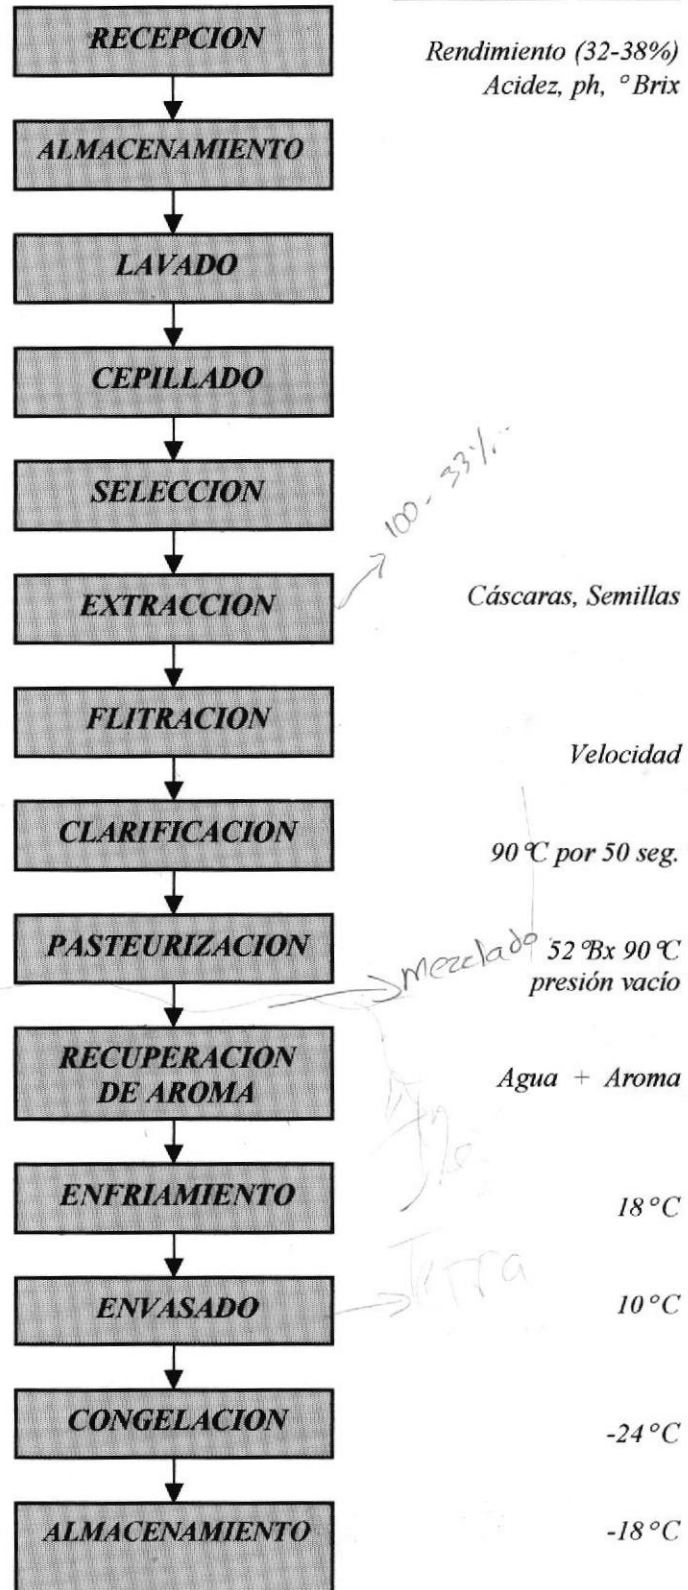 RECEPCION
Rendimiento (32-38%)
Acidez, ph, °Brix
ALMACENAMIENTO
LAVADO
CEPILLADO
SELECCION
100 - 33%
EXTRACCION
Cáscaras, Semillas
FLITRACION
Velocidad
CLARIFICACION
90 °C por 50 seg.
PASTEURIZACION
mezclado
52 °Bx 90 °C
presión vacío
RECUPERACION
DE AROMA
Agua + Aroma
ENFRIAMIENTO
18°C
ENVASADO
10°C
CONGELACION
-24°C
ALMACENAMIENTO
-18°C